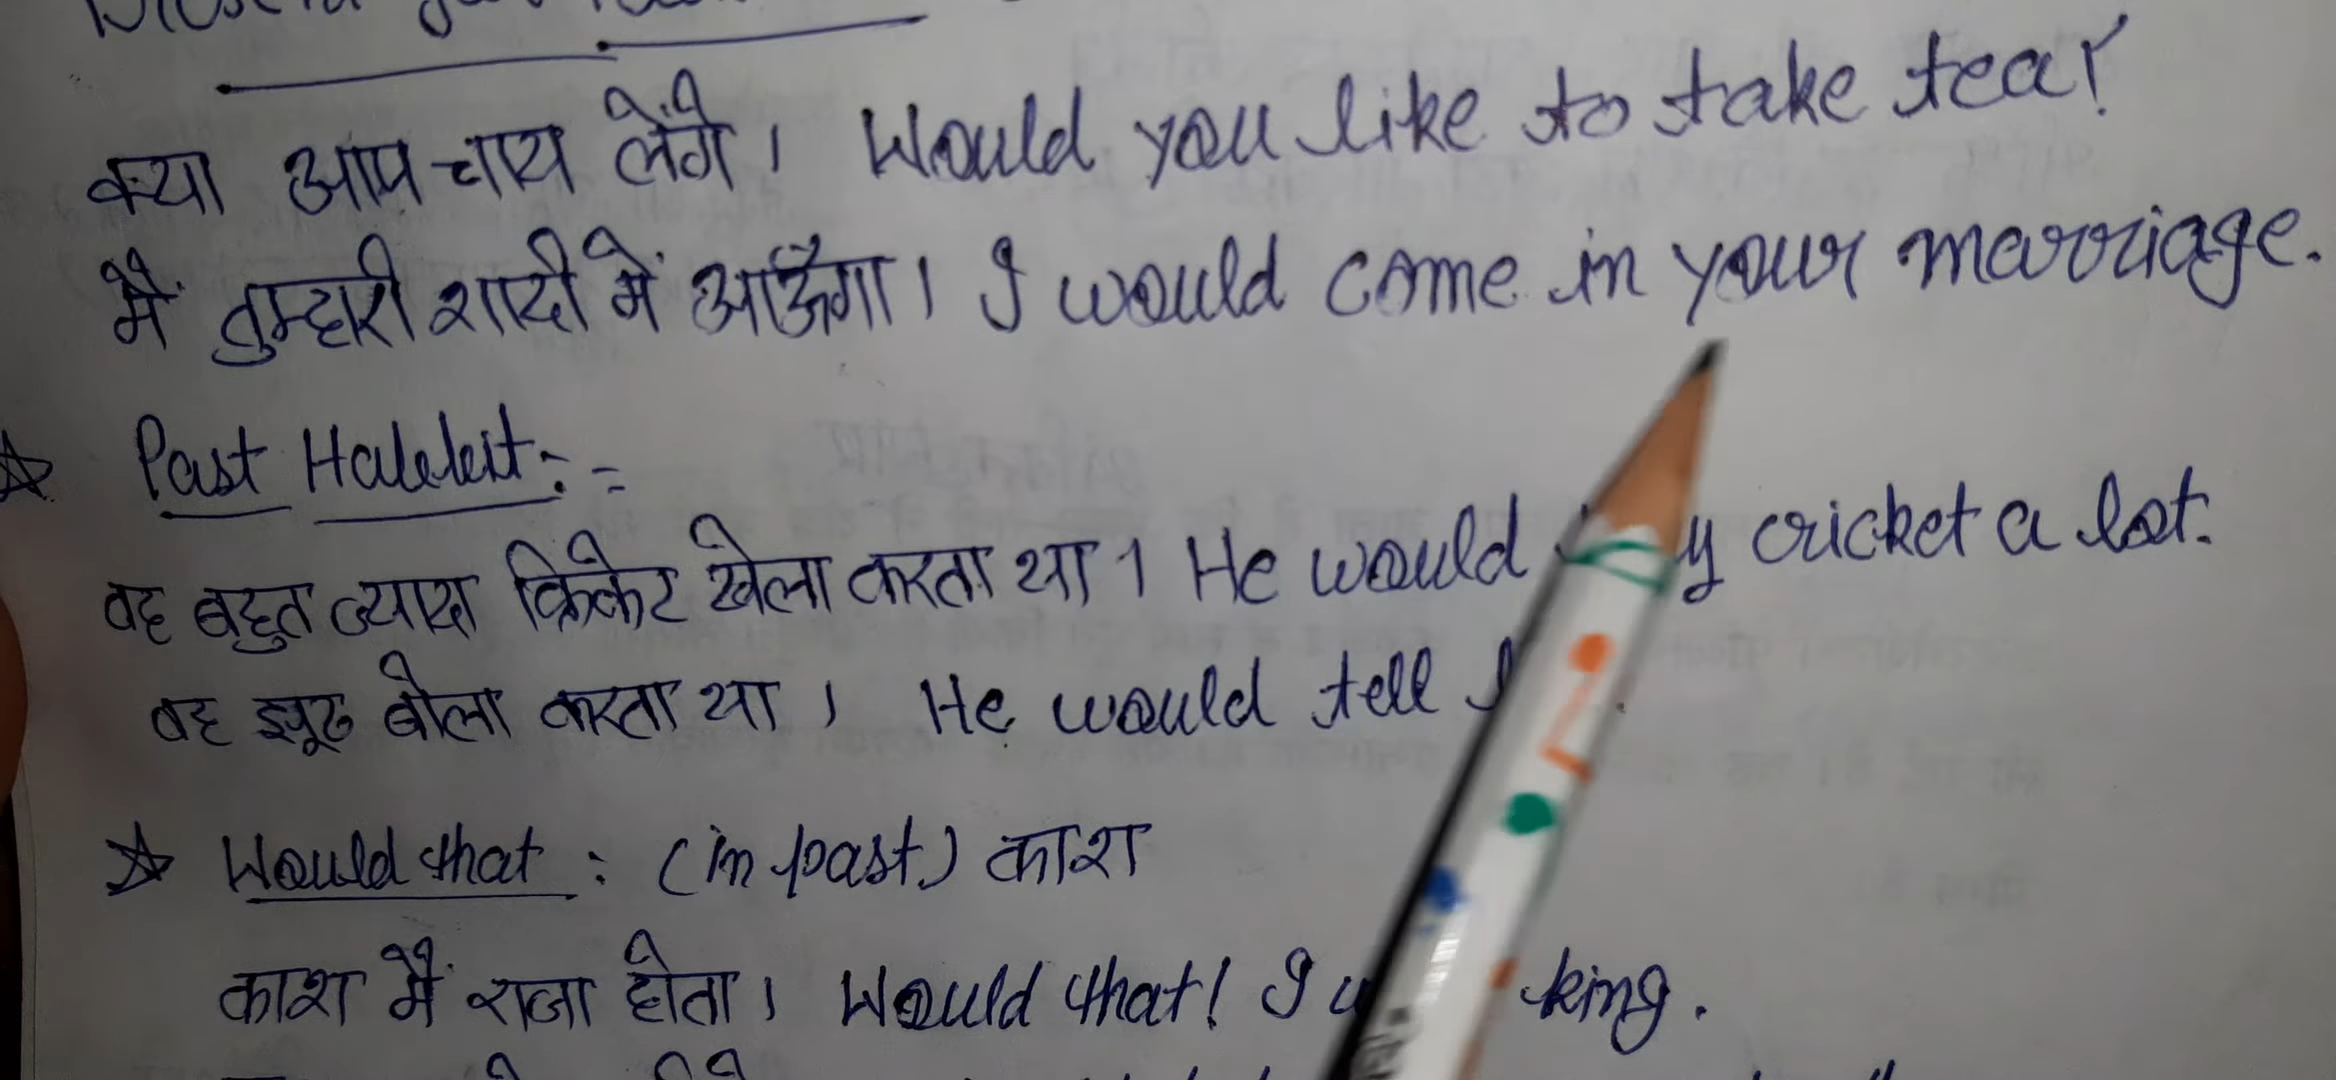 क्या आप चाय लेंगे। Would you like to take tea?
मैं तुम्हारी शादी में आऊँगा। I would come in your marriage.
Past Habbit :=
वह बहुत ज्यादा क्रिकेट खेला करता था। He would cricket a lot.
वह झूठ बोला करता था। He would tell
Would that : (in past) काश
काश मैं राजा होता। Would that! I king.